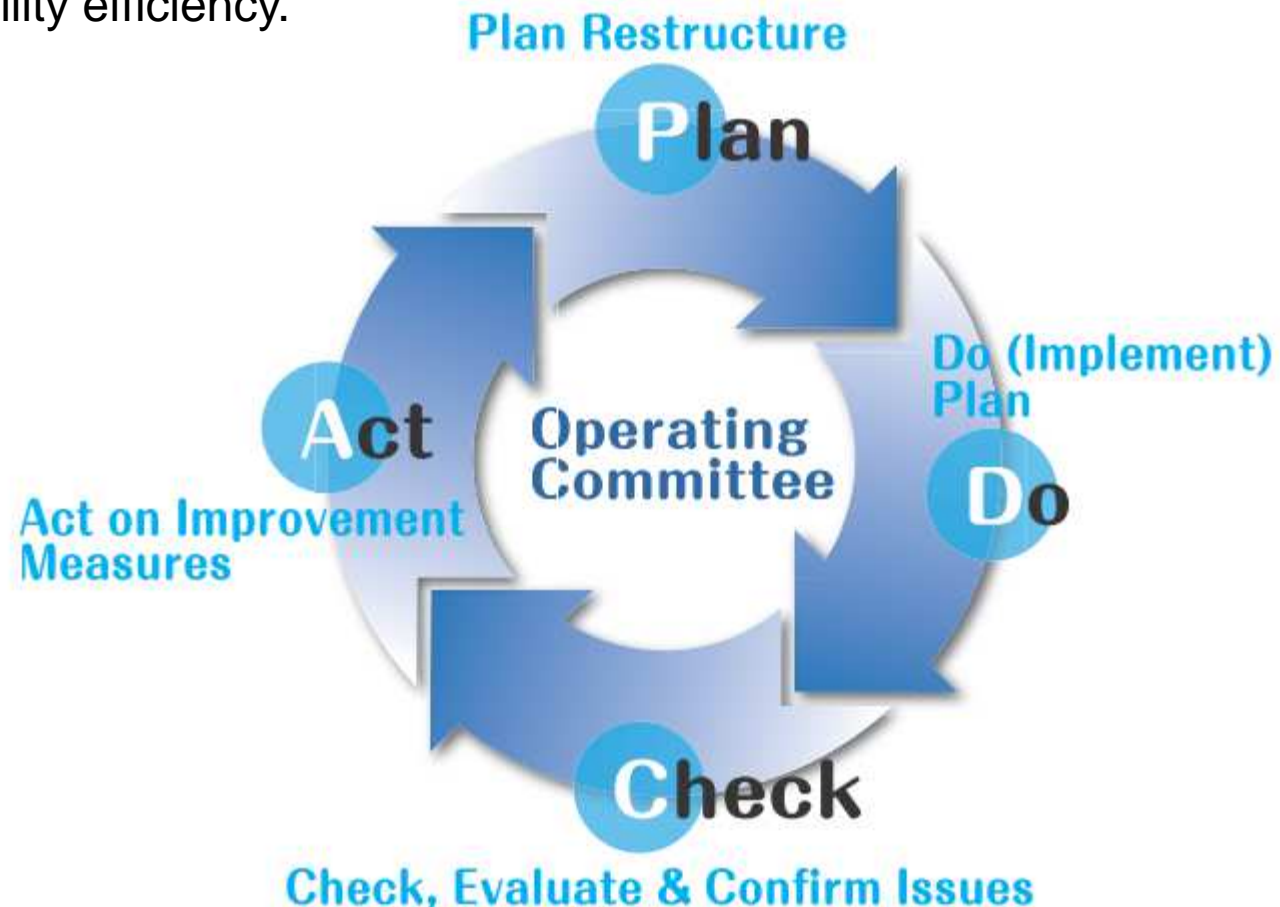 efficiency.
Plan Restructure
Plan
Do (Implement)
Plan
Do
Operating
Committee
Act
Act on Improvement
Measures
Check
Check, Evaluate & Confirm Issues